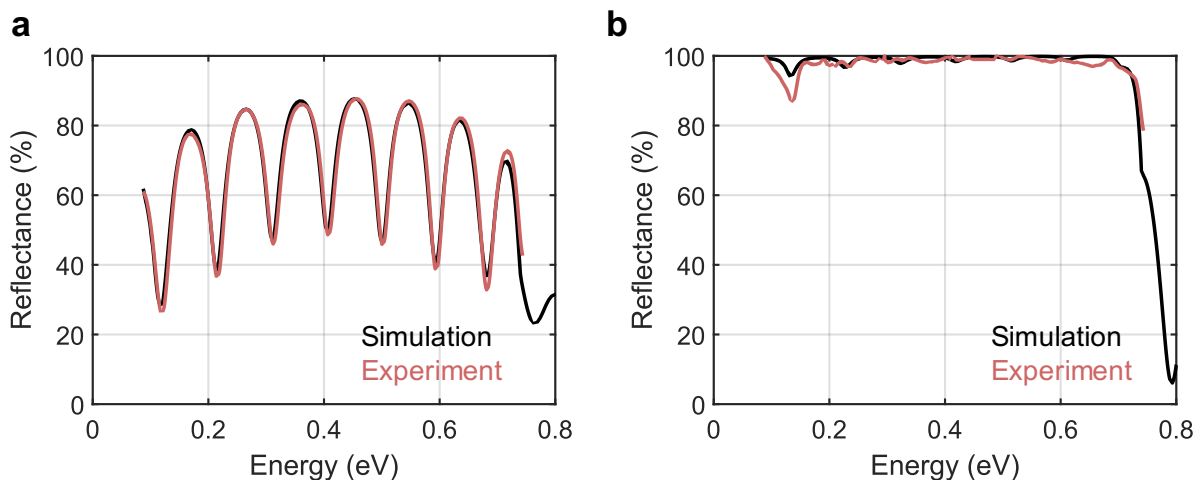 a
Reflectance (%)
100
80
60
40
20
0
0 0.2 0.4 0.6 0.8
Energy (eV)
Simulation
Experiment
b
Reflectance (%)
100
80
60
40
20
0
0 0.2 0.4 0.6 0.8
Energy (eV)
Simulation
Experiment